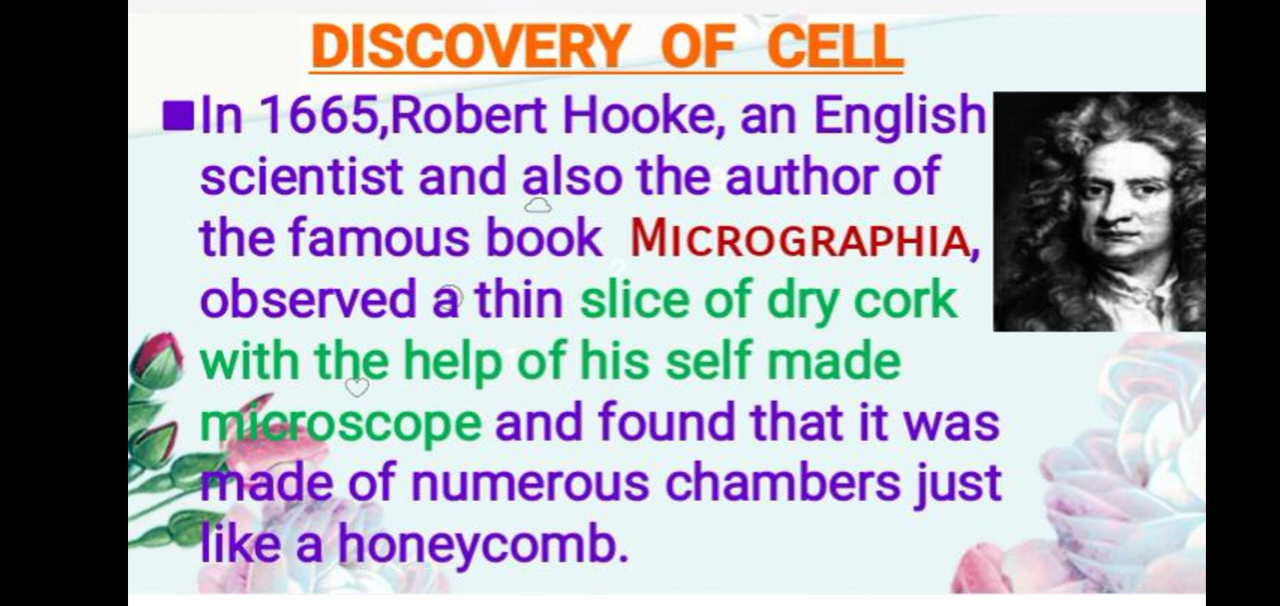 DISCOVERY OF CELL
■In 1665,Robert Hooke, an English
scientist and also the author of
the famous book MICROGRAPHIA,
observed a thin slice of dry cork
with the help of his self made
microscope and found that it was
made of numerous chambers just
like a honeycomb.